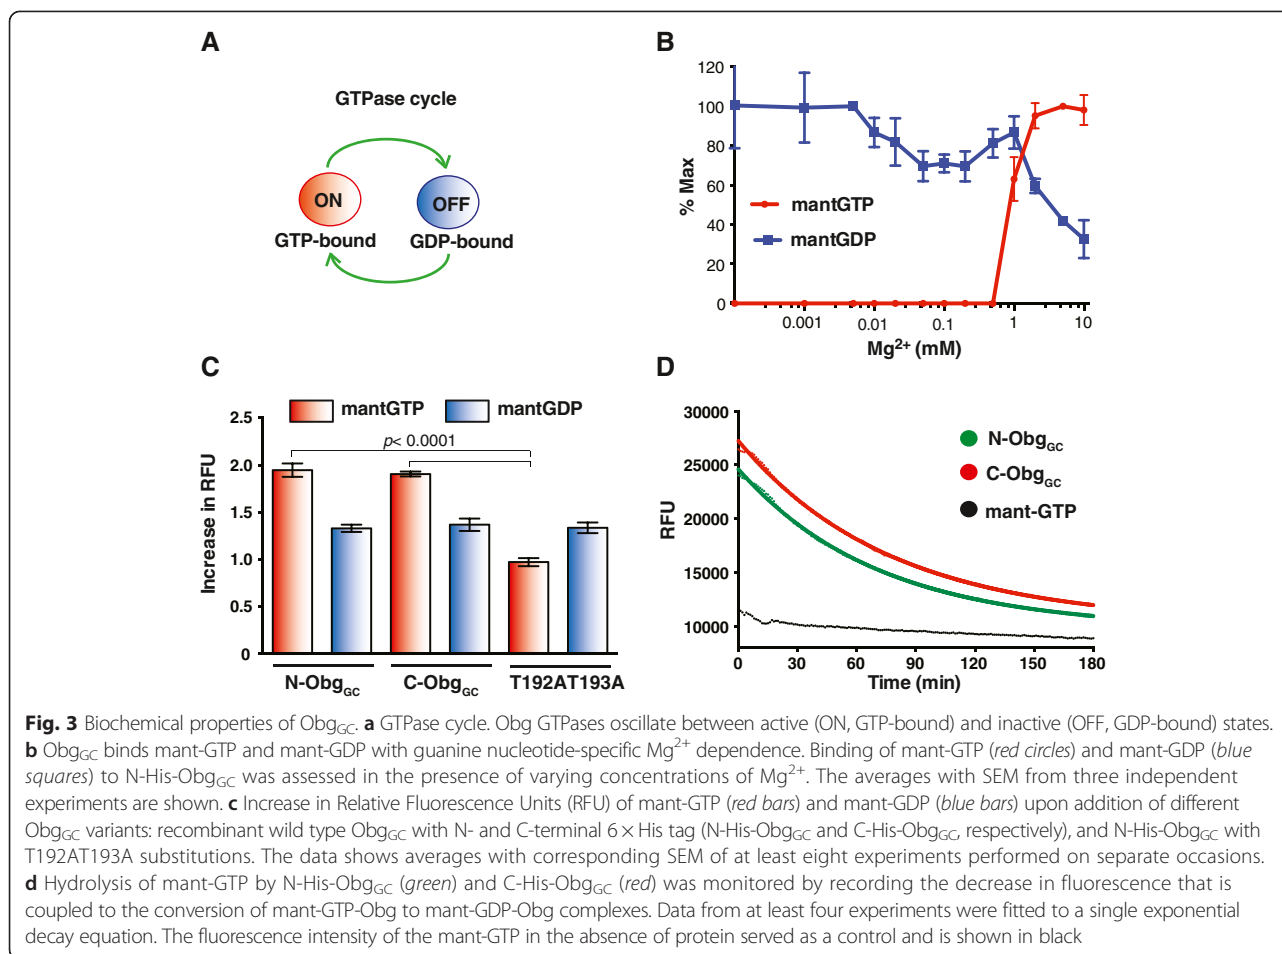 A
GTPase cycle
ON
OFF
GTP-bound
GDP-bound
B
120
100
80
60
40
20
0
% Max
mantGTP
mantGDP
0.001
0.01
0.1
1
10
Mg²⁺ (mM)
C
mantGTP
mantGDP
p< 0.0001
2.5
2.0
1.5
1.0
0.5
0
Increase in RFU
N-ObgGC
C-ObgGC
T192AT193A
D
30000
25000
20000
15000
10000
RFU
N-ObgGC
C-ObgGC
mant-GTP
0
30
60
90
120
150
180
Time (min)
Fig. 3 Biochemical properties of ObgGC. a GTPase cycle. Obg GTPases oscillate between active (ON, GTP-bound) and inactive (OFF, GDP-bound) states.
b ObgGC binds mant-GTP and mant-GDP with guanine nucleotide-specific Mg²⁺ dependence. Binding of mant-GTP (red circles) and mant-GDP (blue
squares) to N-His-ObgGC was assessed in the presence of varying concentrations of Mg²⁺. The averages with SEM from three independent
experiments are shown. c Increase in Relative Fluorescence Units (RFU) of mant-GTP (red bars) and mant-GDP (blue bars) upon addition of different
ObgGC variants: recombinant wild type ObgGC with N- and C-terminal 6 × His tag (N-His-ObgGC and C-His-ObgGC, respectively), and N-His-ObgGC with
T192AT193A substitutions. The data shows averages with corresponding SEM of at least eight experiments performed on separate occasions.
d Hydrolysis of mant-GTP by N-His-ObgGC (green) and C-His-ObgGC (red) was monitored by recording the decrease in fluorescence that is
coupled to the conversion of mant-GTP-Obg to mant-GDP-Obg complexes. Data from at least four experiments were fitted to a single exponential
decay equation. The fluorescence intensity of the mant-GTP in the absence of protein served as a control and is shown in black